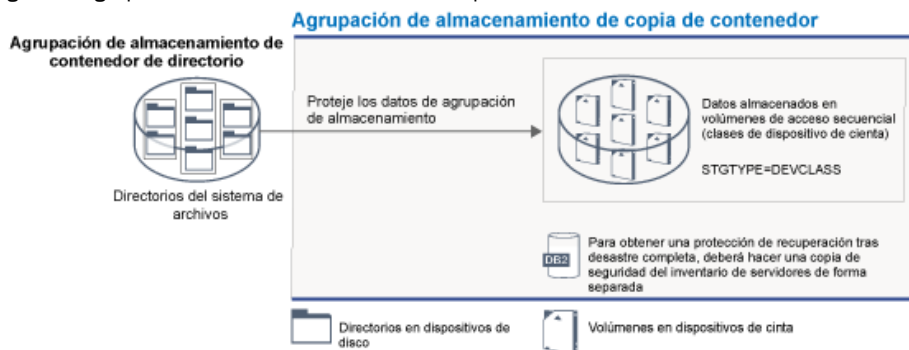 Agrupación de almacenamiento de copia de contenedor
Agrupación de almacenamiento de
contenedor de directorio
Directorios del sistema de
archivos
Proteje los datos de agrupación
de almacenamiento
Datos almacenados en
volúmenes de acceso secuencial
(clases de dispositivo de cienta)
STGTYPE=DEVCLASS
DB2
Para obtener una protección de recuperación tras
desastre completa, deberá hacer una copia de
seguridad del inventario de servidores de forma
separada
Directorios en dispositivos de
disco
Volúmenes en dispositivos de cinta